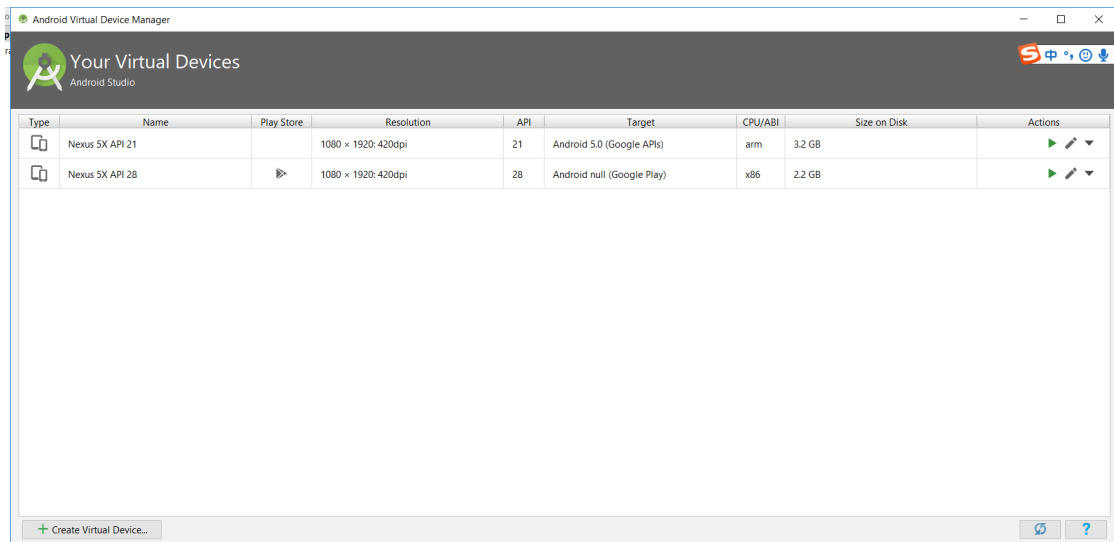 Android Virtual Device Manager
Your Virtual Devices
Android Studio
中
Type Name Play Store Resolution API Target CPU/ABI Size on Disk Actions
Nexus 5X API 21 1080 × 1920: 420dpi 21 Android 5.0 (Google APIs) arm 3.2 GB
Nexus 5X API 28 1080 × 1920: 420dpi 28 Android null (Google Play) x86 2.2 GB
+ Create Virtual Device...
?